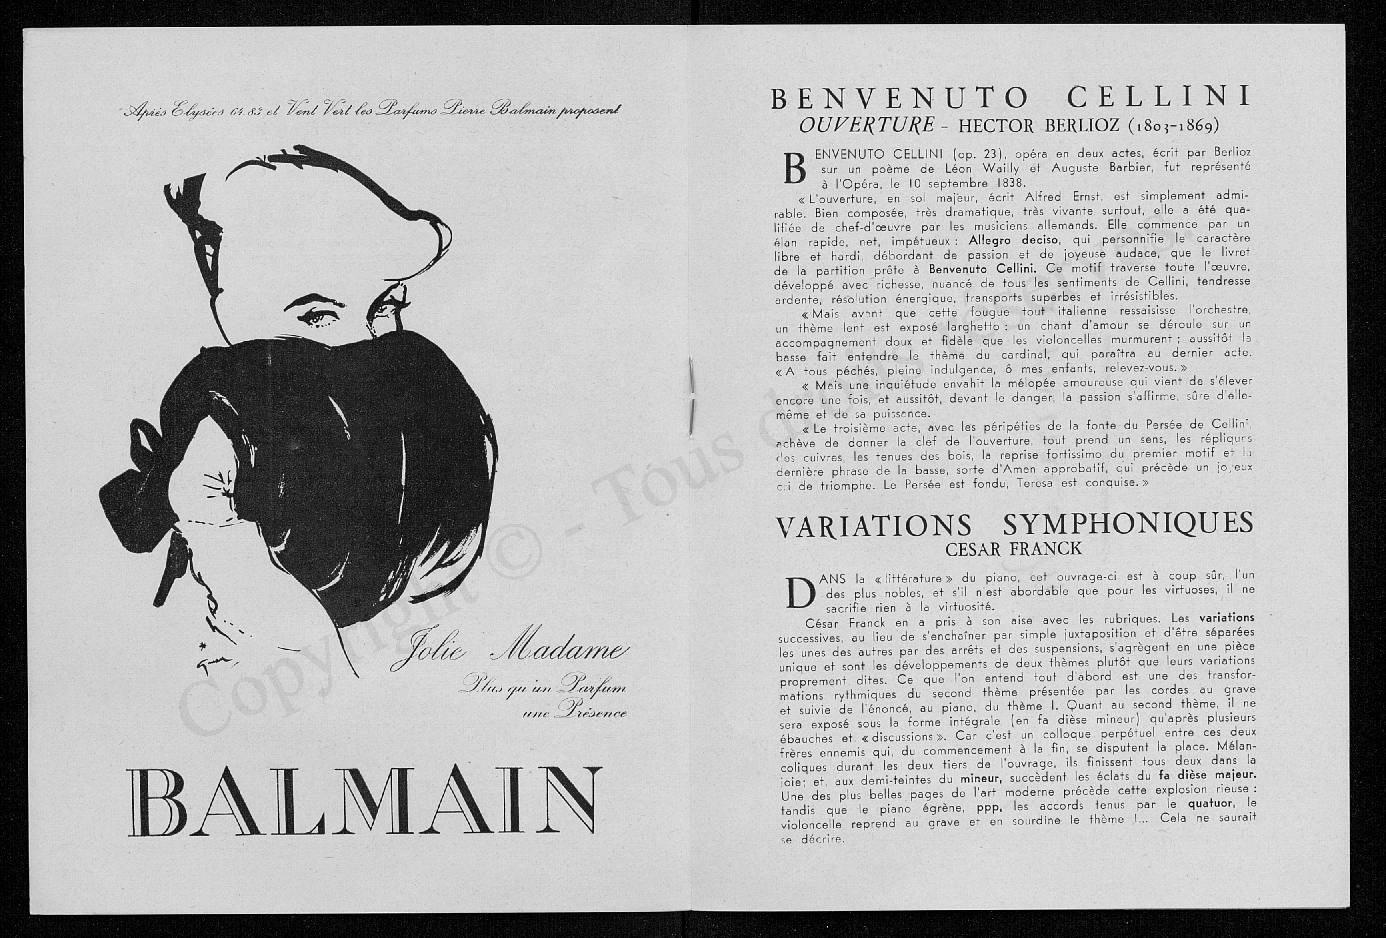 Après Elysées 64.83 et Vent Vert les Parfums Pierre Balmain proposent
Jolie Madame
Plus qu'un Parfum
une Présence
BALMAIN
BENVENUTO CELLINI
OUVERTURE - HECTOR BERLIOZ (1803-1869)
BENVENUTO CELLINI (op. 23), opéra en deux actes, écrit par Berlioz
sur un poème de Léon Wailly et Auguste Barbier, fut représenté
à l'Opéra, le 10 septembre 1838.
« L'ouverture, en sol majeur, écrit Alfred Ernst, est simplement admi-
rable. Bien composée, très dramatique, très vivante surtout, elle a été qua-
lifiée de chef-d'œuvre par les musiciens allemands. Elle commence par un
élan rapide, net, impétueux : Allegro deciso, qui personnifie le caractère
libre et hardi, débordant de passion et de joyeuse audace, que le livret
de la partition prête à Benvenuto Cellini. Ce motif traverse toute l'œuvre,
développé avec richesse, nuancé de tous les sentiments de Cellini, tendresse
ardente, résolution énergique, transports superbes et irrésistibles.
« Mais avant que cette fougue tout italienne ressaisisse l'orchestre,
un thème lent est exposé larghetto : un chant d'amour se déroule sur un
accompagnement doux et fidèle que les violoncelles murmurent ; aussitôt la
basse fait entendre le thème du cardinal, qui paraîtra au dernier acte.
« A tous péchés, pleine indulgence, ô mes enfants, relevez-vous. »
« Mais une inquiétude envahit la mélopée amoureuse qui vient de s'élever
encore une fois, et aussitôt, devant le danger, la passion s'affirme, sûre d'elle-
même et de sa puissance.
« Le troisième acte, avec les péripéties de la fonte du Persée de Cellini,
achève de donner la clef de l'ouverture, tout prend un sens, les répliques
des cuivres, les tenues des bois, la reprise fortissimo du premier motif et la
dernière phrase de la basse, sorte d'Amen approbatif, qui précède un joyeux
cri de triomphe. Le Persée est fondu, Teresa est conquise. »
VARIATIONS SYMPHONIQUES
CESAR FRANCK
DANS la « littérature » du piano, cet ouvrage-ci est à coup sûr, l'un
des plus nobles, et s'il n'est abordable que pour les virtuoses, il ne
sacrifie rien à la virtuosité.
César Franck en a pris à son aise avec les rubriques. Les variations
successives, au lieu de s'enchaîner par simple juxtaposition et d'être séparées
les unes des autres par des arrêts et des suspensions, s'agrègent en une pièce
unique et sont les développements de deux thèmes plutôt que leurs variations
proprement dites. Ce que l'on entend tout d'abord est une des transfor-
mations rythmiques du second thème présentée par les cordes au grave
et suivie de l'énoncé, au piano, du thème I. Quant au second thème, il ne
sera exposé sous la forme intégrale (en fa dièse mineur) qu'après plusieurs
ébauches et « discussions ». Car c'est un colloque perpétuel entre ces deux
frères ennemis qui, du commencement à la fin, se disputent la place. Mélan-
coliques durant les deux tiers de l'ouvrage, ils finissent tous deux dans la
joie; et, aux demi-teintes du mineur, succèdent les éclats du fa dièse majeur.
Une des plus belles pages de l'art moderne précède cette explosion rieuse :
tandis que le piano égrène, ppp, les accords tenus par le quatuor, le
violoncelle reprend au grave et en sourdine le thème I... Cela ne saurait
se décrire.
Copyright © - Tous